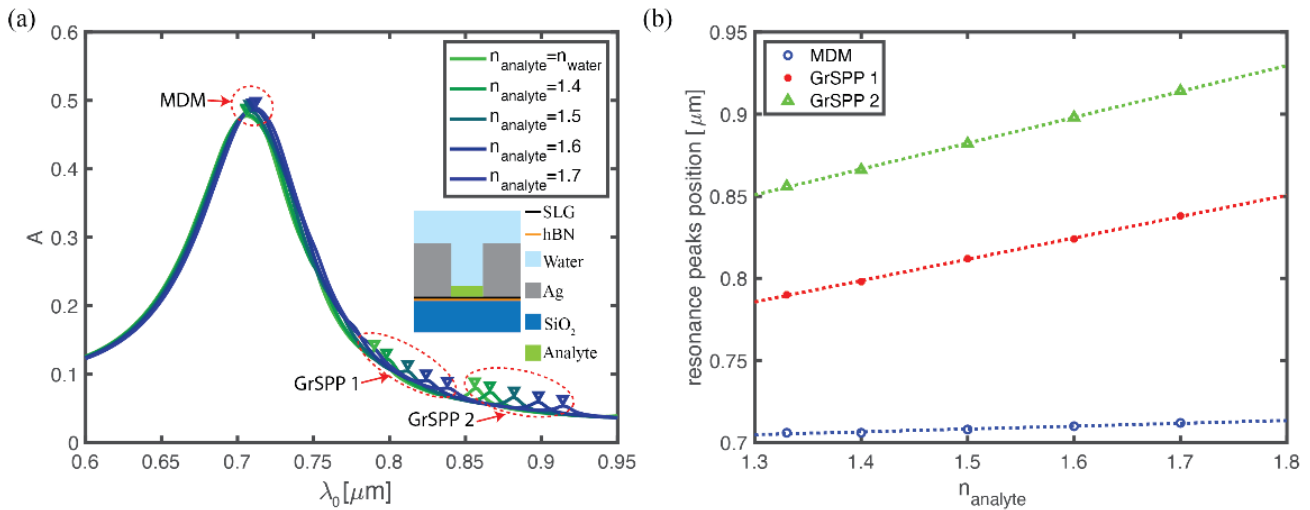 (a)
A
0.6
0.5
0.4
0.3
0.2
0.1
0
0.6
0.65
0.7
0.75
0.8
0.85
0.9
0.95
λ₀[μm]
MDM
GrSPP 1
GrSPP 2
n_analyte=n_water
n_analyte=1.4
n_analyte=1.5
n_analyte=1.6
n_analyte=1.7
SLG
hBN
Water
Ag
SiO₂
Analyte
(b)
resonance peaks position [μm]
0.95
0.9
0.85
0.8
0.75
0.7
1.3
1.4
1.5
1.6
1.7
1.8
n_analyte
MDM
GrSPP 1
GrSPP 2